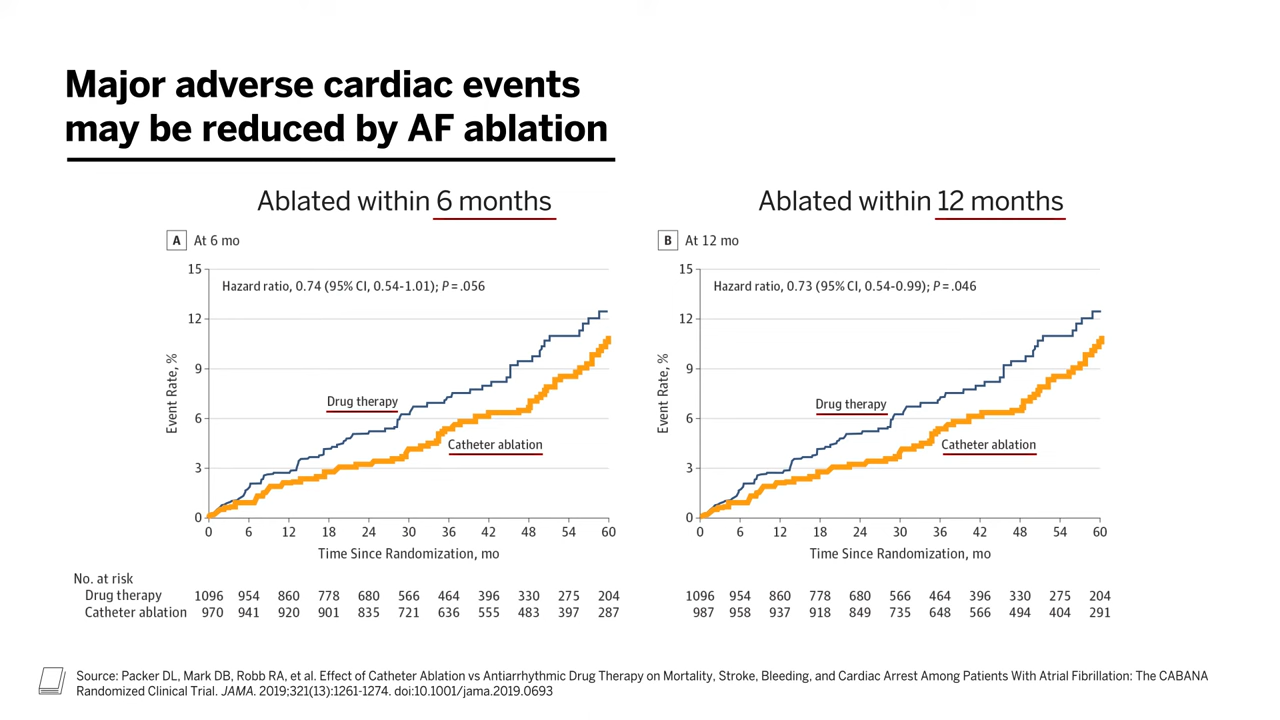 Major adverse cardiac events
may be reduced by AF ablation
Ablated within 6 months
A At 6 mo
Hazard ratio, 0.74 (95% CI, 0.54-1.01); P = .056
Event Rate, %
15
12
9
6
3
0
Drug therapy
Catheter ablation
0 6 12 18 24 30 36 42 48 54 60
Time Since Randomization, mo
No. at risk
Drug therapy 1096 954 860 778 680 566 464 396 330 275 204
Catheter ablation 970 941 920 901 835 721 636 555 483 397 287
Ablated within 12 months
B At 12 mo
Hazard ratio, 0.73 (95% CI, 0.54-0.99); P = .046
Event Rate, %
15
12
9
6
3
0
Drug therapy
Catheter ablation
0 6 12 18 24 30 36 42 48 54 60
Time Since Randomization, mo
1096 954 860 778 680 566 464 396 330 275 204
987 958 937 918 849 735 648 566 494 404 291
Source: Packer DL, Mark DB, Robb RA, et al. Effect of Catheter Ablation vs Antiarrhythmic Drug Therapy on Mortality, Stroke, Bleeding, and Cardiac Arrest Among Patients With Atrial Fibrillation: The CABANA
Randomized Clinical Trial. JAMA. 2019;321(13):1261-1274. doi:10.1001/jama.2019.0693